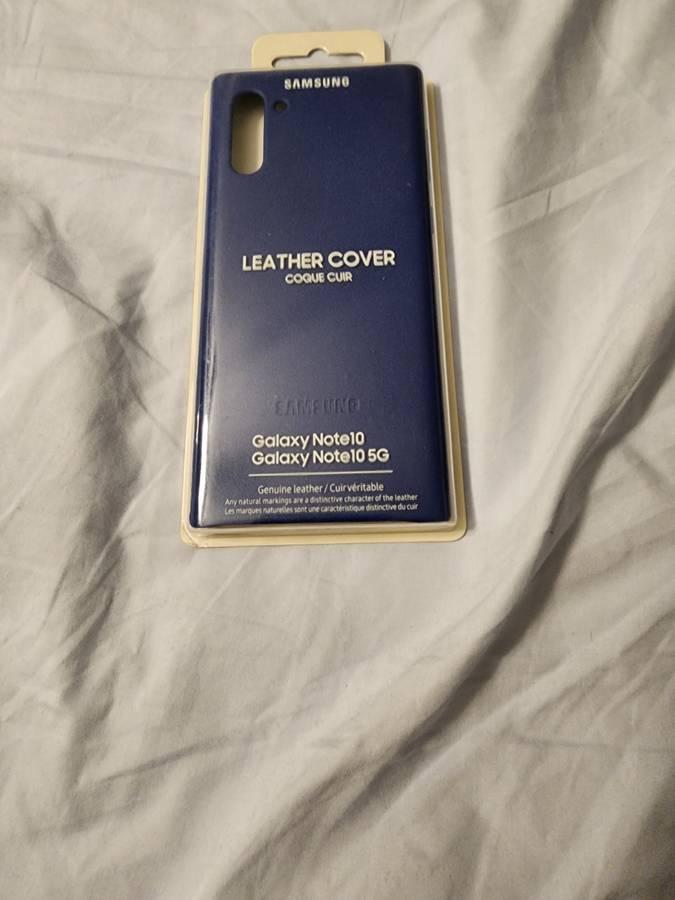 SAMSUNG
LEATHER COVER
COQUE CUIR
SAMSUNG
Galaxy Note10
Galaxy Note10 5G
Genuine leather / Cuir véritable
Any natural markings are a distinctive character of the leather
Les marques naturelles sont une caractéristique distinctive du cuir